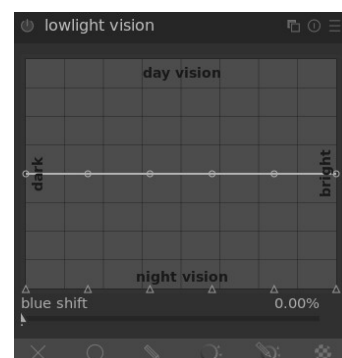 lowlight vision
day vision
dark
bright
night vision
blue shift 0.00%